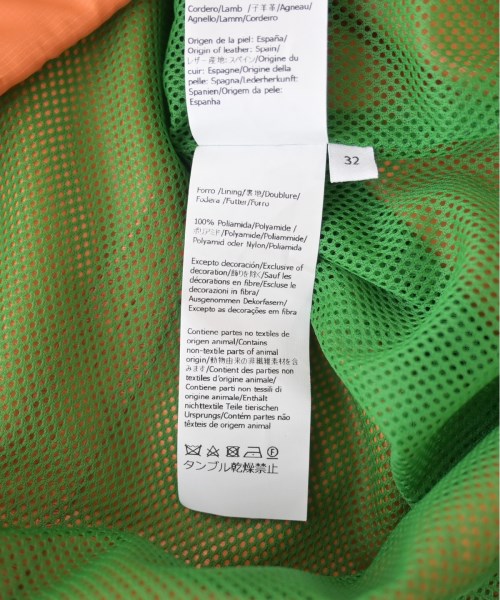 Cordero/Lamb /子羊革/Agneau/
Agnello/Lamm/Cordeiro
Origen de la piel: España/
Origin of leather: Spain/
レザー産地: スペイン/Origine du
cuir: Espagne/Origine della
pelle: Spagna/Lederherkunft:
Spanien/Origem da pele:
Espanha
32
Forro /Lining/裏地/Doublure/
Fodera /Futter/Forro
100% Poliamida/Polyamide /
ポリアミド/Polyamide/Poliammide/
Polyamid oder Nylon/Poliamida
Excepto decoración/Exclusive of
decoration/飾りを除く/Sauf les
décorations en fibre/Escluse le
decorazioni in fibra/
Ausgenommen Dekorfasern/
Excepto as decorações em fibra
Contiene partes no textiles de
origen animal/Contains
non-textile parts of animal
origin/動物由来の非繊維素材を含
みます/Contient des parties non
textiles d'origine animale/
Contiene parti non tessili di
origine animale/Enthält
nichttextile Teile tierischen
Ursprungs/Contém partes não
têxteis de origem animal
タンブル乾燥禁止